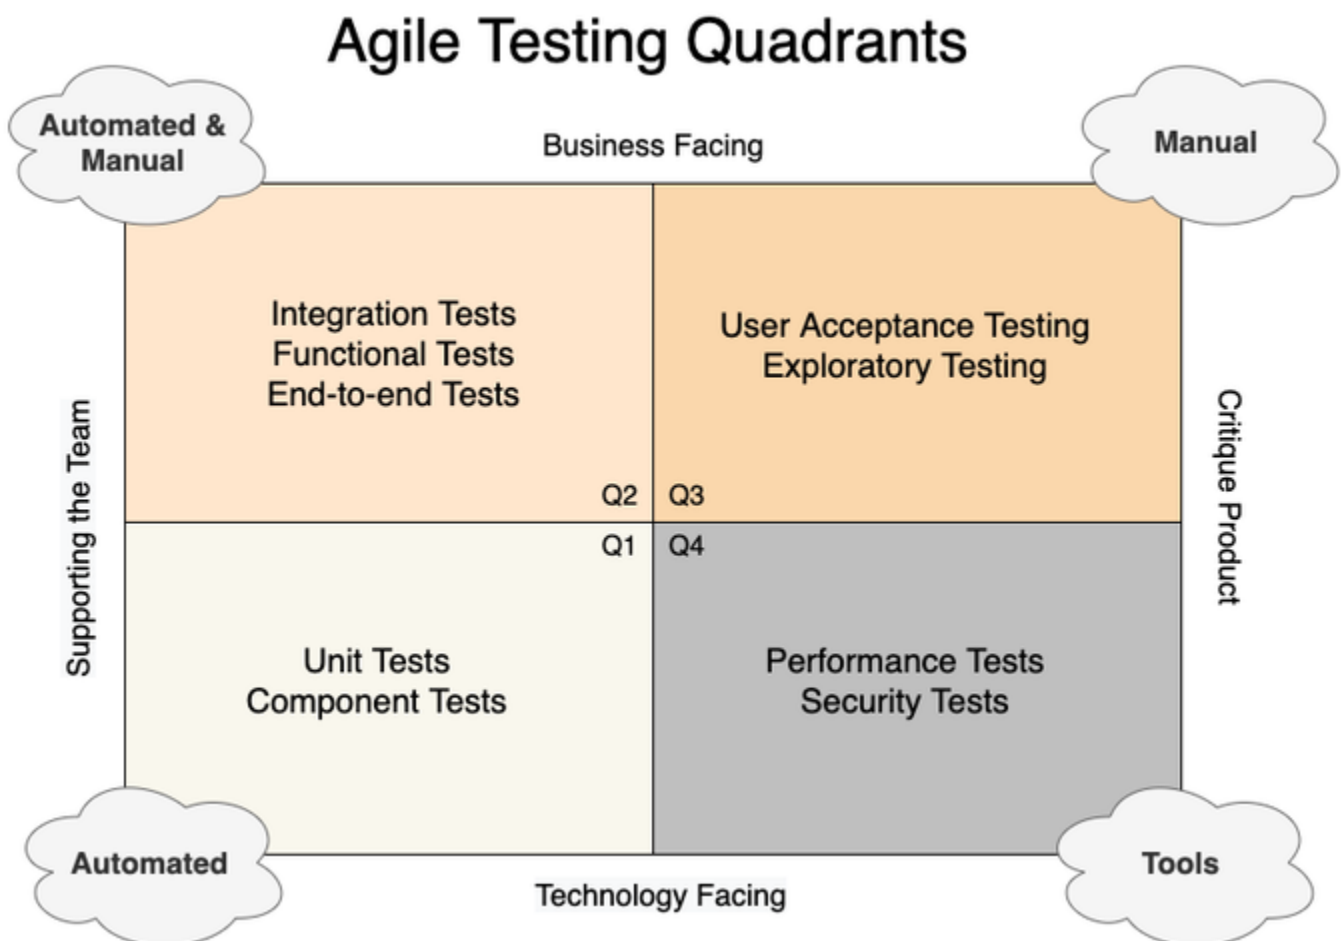 Agile Testing Quadrants
Automated &
Manual
Business Facing
Manual
Integration Tests
Functional Tests
End-to-end Tests
Q2
User Acceptance Testing
Exploratory Testing
Q3
Supporting the Team
Critique Product
Q1
Unit Tests
Component Tests
Q4
Performance Tests
Security Tests
Automated
Technology Facing
Tools